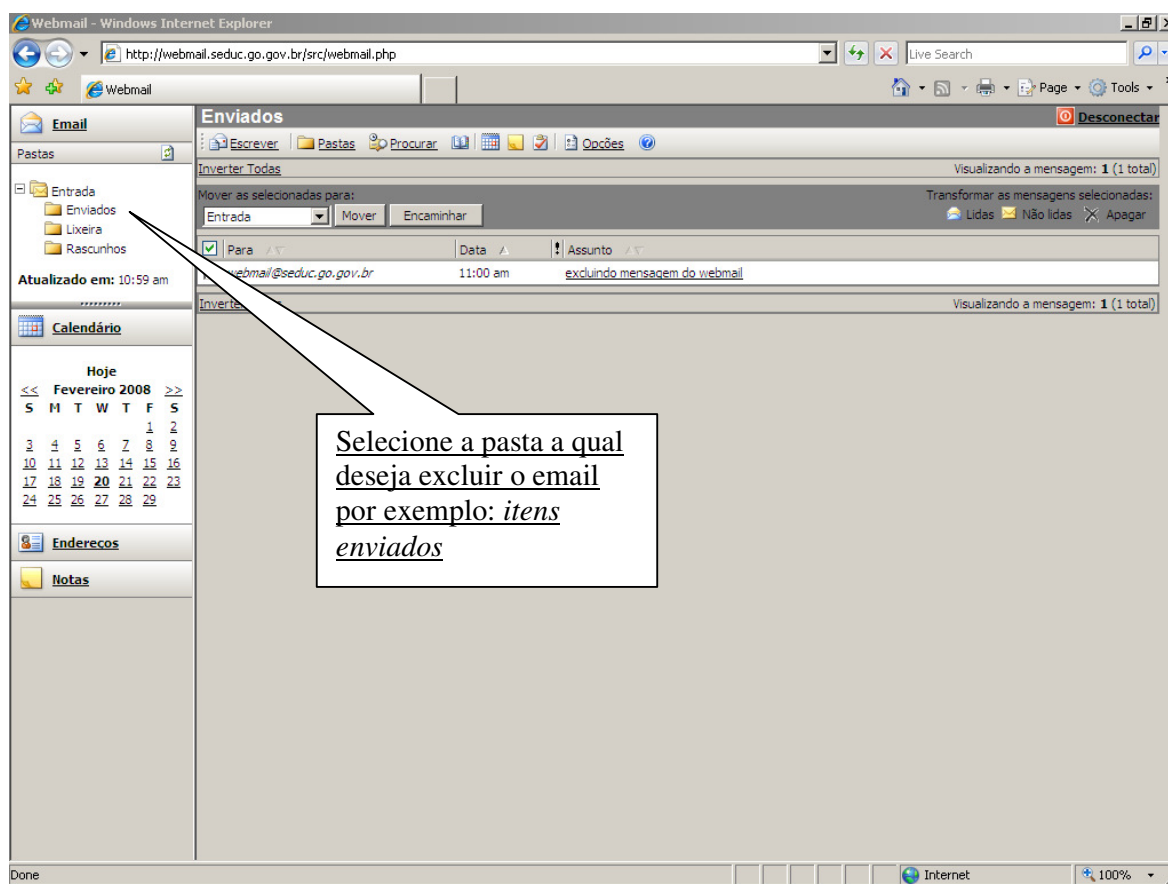 Webmail - Windows Internet Explorer
http://webmail.seduc.go.gov.br/src/webmail.php
Live Search
Webmail
Page
Tools
Email
Pastas
Entrada
Enviados
Lixeira
Rascunhos
Atualizado em: 10:59 am
Calendário
Hoje
<< Fevereiro 2008 >>
S M T W T F S
1 2
3 4 5 6 7 8 9
10 11 12 13 14 15 16
17 18 19 20 21 22 23
24 25 26 27 28 29
Endereços
Notas
Enviados
Desconectar
Escrever Pastas Procurar Opções
Inverter Todas
Visualizando a mensagem: 1 (1 total)
Mover as selecionadas para:
Transformar as mensagens selecionadas:
Entrada Mover Encaminhar
Lidas Não lidas Apagar
Para Data ! Assunto
webmail@seduc.go.gov.br 11:00 am excluindo mensagem do webmail
Visualizando a mensagem: 1 (1 total)
Selecione a pasta a qual
deseja excluir o email
por exemplo: itens
enviados
Done
Internet
100%